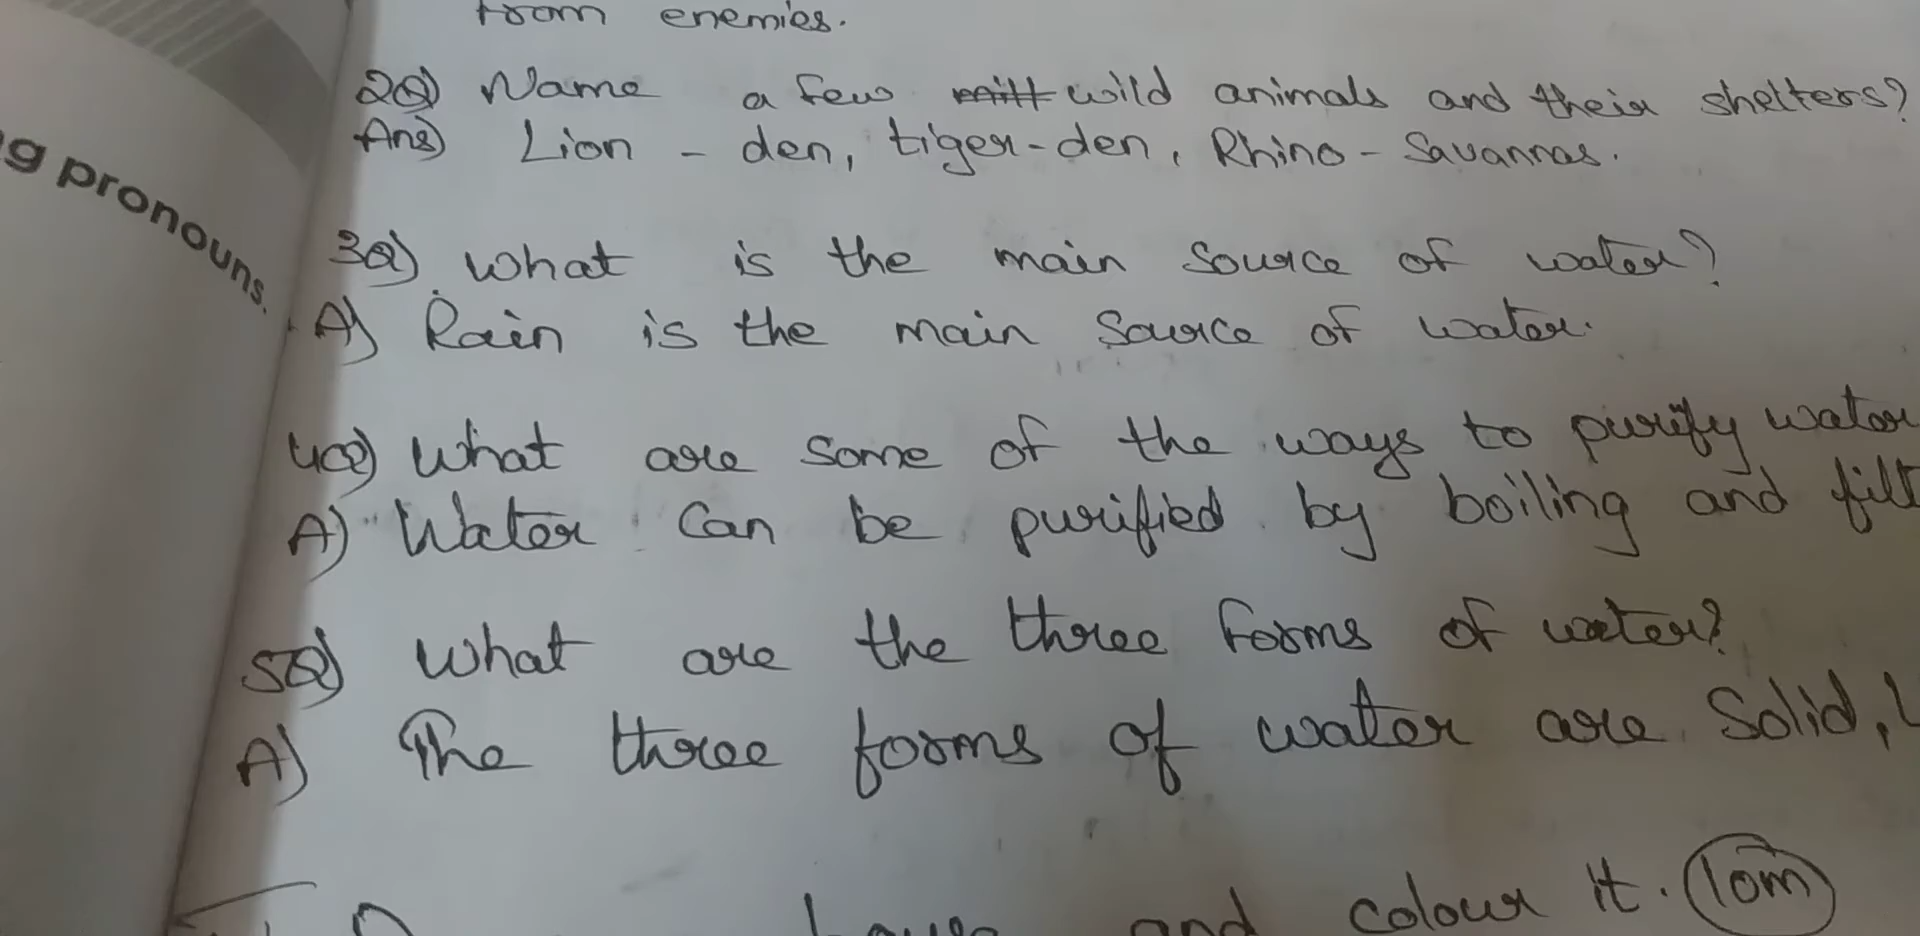 from enemies.
2Q) Name a few wild animals and their shelters?
Ans) Lion - den, tiger-den, Rhino - Savannas.
g pronouns.
3Q) What is the main source of water?
A) Rain is the main source of water.
4Q) What are some of the ways to purify water
A) Water can be purified by boiling and filt
5Q) What are the three forms of water?
A) The three forms of water are Solid, L
and colour it. 10m